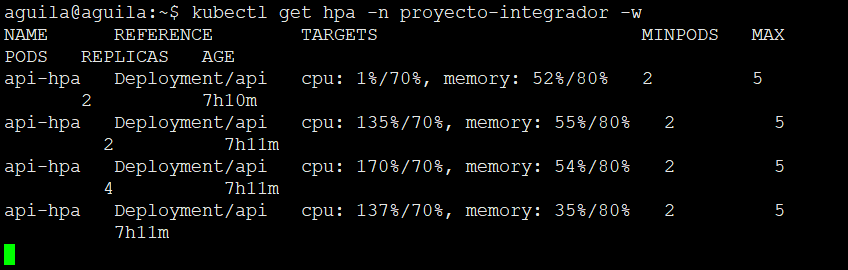 aguila@aguila:~$ kubectl get hpa -n proyecto-integrador -w
NAME      REFERENCE        TARGETS                        MINPODS   MAX
PODS   REPLICAS   AGE
api-hpa   Deployment/api   cpu: 1%/70%, memory: 52%/80%   2         5
       2          7h10m
api-hpa   Deployment/api   cpu: 135%/70%, memory: 55%/80%   2         5
         2          7h11m
api-hpa   Deployment/api   cpu: 170%/70%, memory: 54%/80%   2         5
         4          7h11m
api-hpa   Deployment/api   cpu: 137%/70%, memory: 35%/80%   2         5
          7h11m